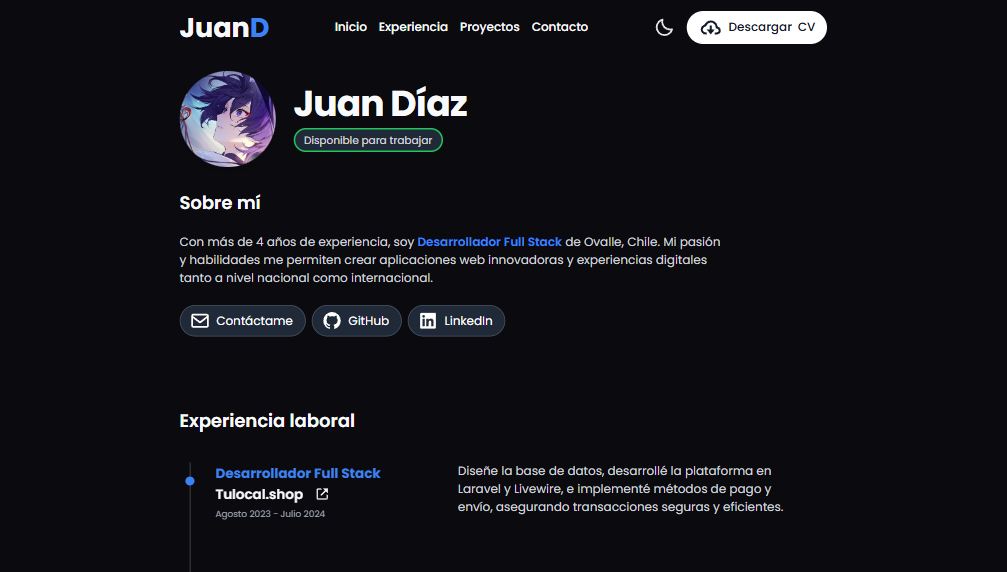 JuanD
Inicio Experiencia Proyectos Contacto
Descargar CV
Juan Díaz
Disponible para trabajar
Sobre mí
Con más de 4 años de experiencia, soy Desarrollador Full Stack de Ovalle, Chile. Mi pasión
y habilidades me permiten crear aplicaciones web innovadoras y experiencias digitales
tanto a nivel nacional como internacional.
Contáctame
GitHub
LinkedIn
Experiencia laboral
Desarrollador Full Stack
Tulocal.shop
Agosto 2023 - Julio 2024
Diseñe la base de datos, desarrollé la plataforma en
Laravel y Livewire, e implementé métodos de pago y
envío, asegurando transacciones seguras y eficientes.